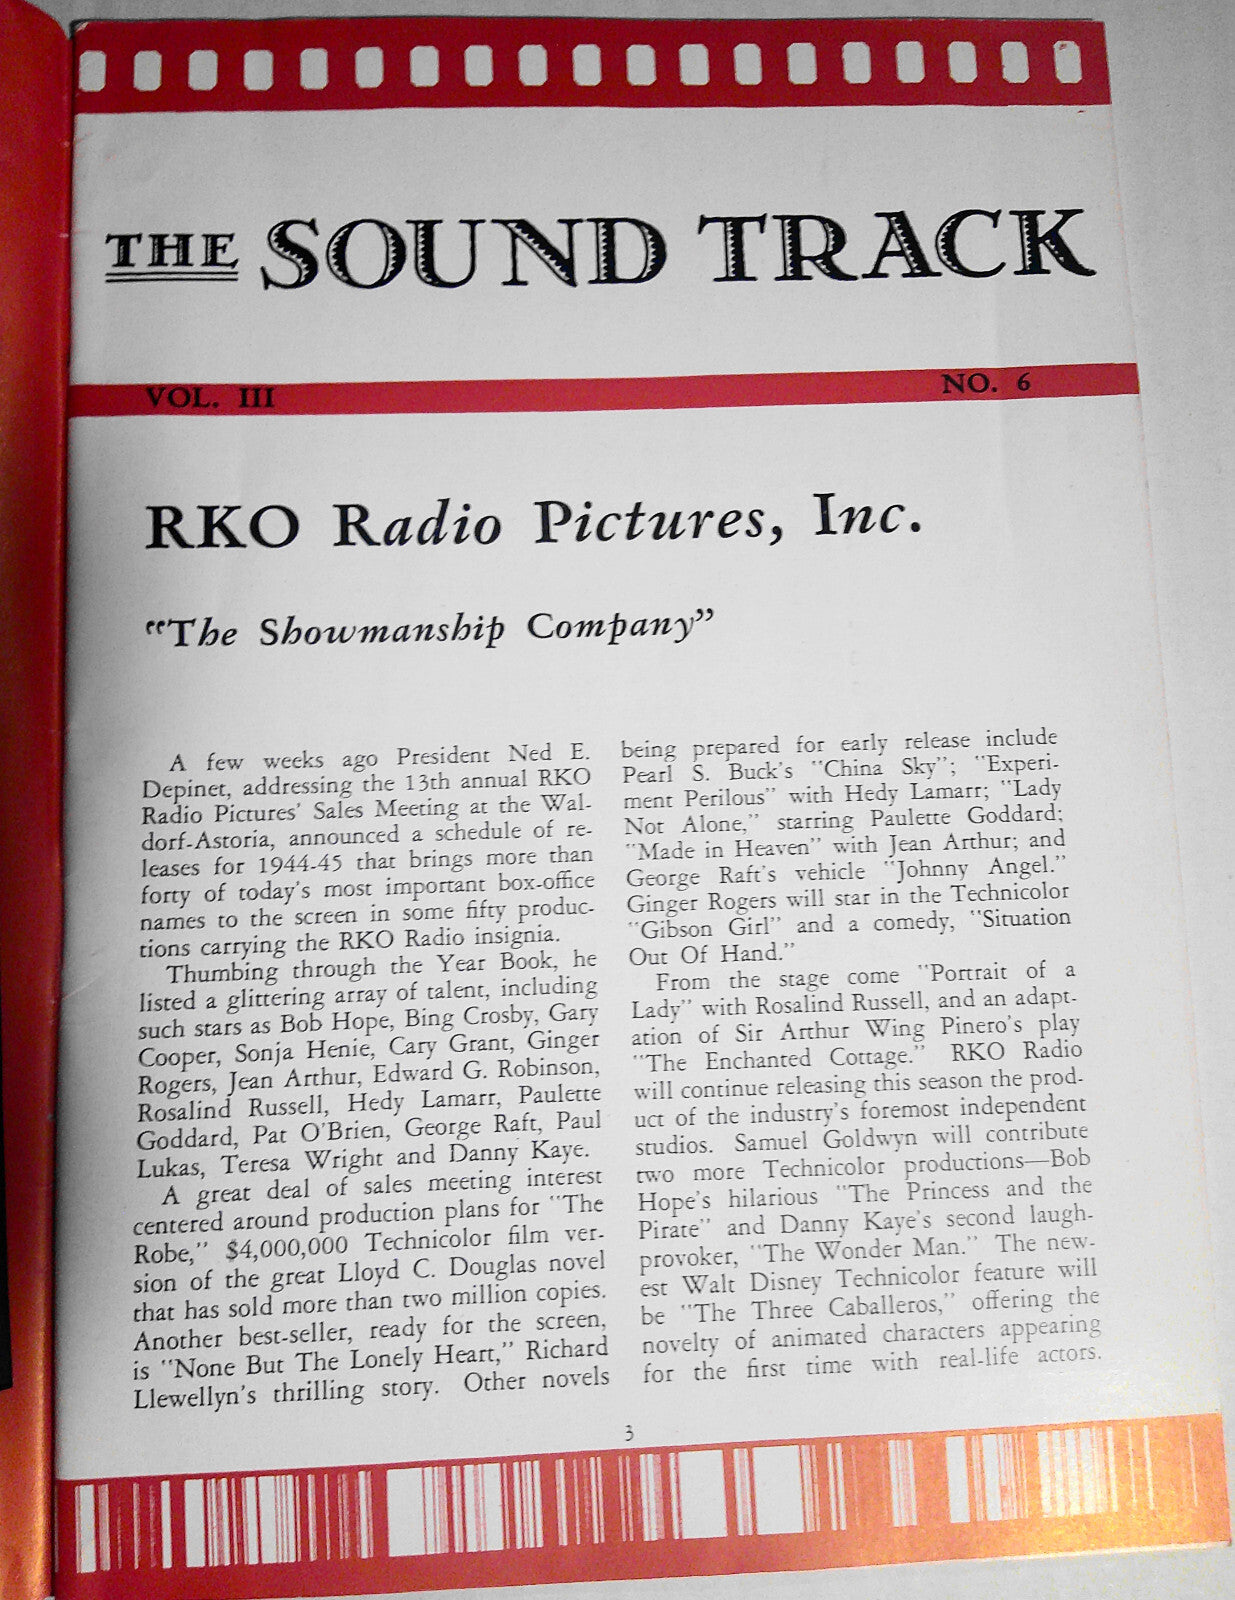 THE SOUND TRACK
VOL. III NO. 6
RKO Radio Pictures, Inc.
"The Showmanship Company"
A few weeks ago President Ned E.
Depinet, addressing the 13th annual RKO
Radio Pictures' Sales Meeting at the Wal-
dorf-Astoria, announced a schedule of re-
leases for 1944-45 that brings more than
forty of today's most important box-office
names to the screen in some fifty produc-
tions carrying the RKO Radio insignia.
Thumbing through the Year Book, he
listed a glittering array of talent, including
such stars as Bob Hope, Bing Crosby, Gary
Cooper, Sonja Henie, Cary Grant, Ginger
Rogers, Jean Arthur, Edward G. Robinson,
Rosalind Russell, Hedy Lamarr, Paulette
Goddard, Pat O'Brien, George Raft, Paul
Lukas, Teresa Wright and Danny Kaye.
A great deal of sales meeting interest
centered around production plans for "The
Robe," $4,000,000 Technicolor film ver-
sion of the great Lloyd C. Douglas novel
that has sold more than two million copies.
Another best-seller, ready for the screen,
is "None But The Lonely Heart," Richard
Llewellyn's thrilling story. Other novels
being prepared for early release include
Pearl S. Buck's "China Sky"; "Experi-
ment Perilous" with Hedy Lamarr; "Lady
Not Alone," starring Paulette Goddard;
"Made in Heaven" with Jean Arthur; and
George Raft's vehicle "Johnny Angel."
Ginger Rogers will star in the Technicolor
"Gibson Girl" and a comedy, "Situation
Out Of Hand."
From the stage come "Portrait of a
Lady" with Rosalind Russell, and an adapt-
ation of Sir Arthur Wing Pinero's play
"The Enchanted Cottage." RKO Radio
will continue releasing this season the prod-
uct of the industry's foremost independent
studios. Samuel Goldwyn will contribute
two more Technicolor productions—Bob
Hope's hilarious "The Princess and the
Pirate" and Danny Kaye's second laugh-
provoker, "The Wonder Man." The new-
est Walt Disney Technicolor feature will
be "The Three Caballeros," offering the
novelty of animated characters appearing
for the first time with real-life actors.
3